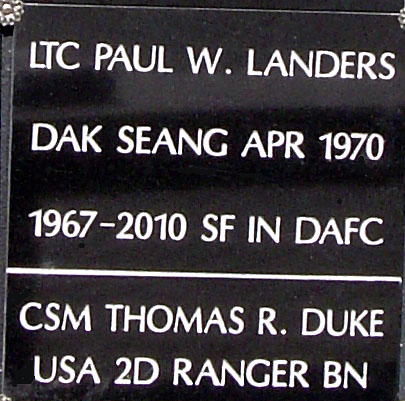 LTC PAUL W. LANDERS
DAK SEANG APR 1970
1967-2010 SF IN DAFC
CSM THOMAS R. DUKE
USA 2D RANGER BN